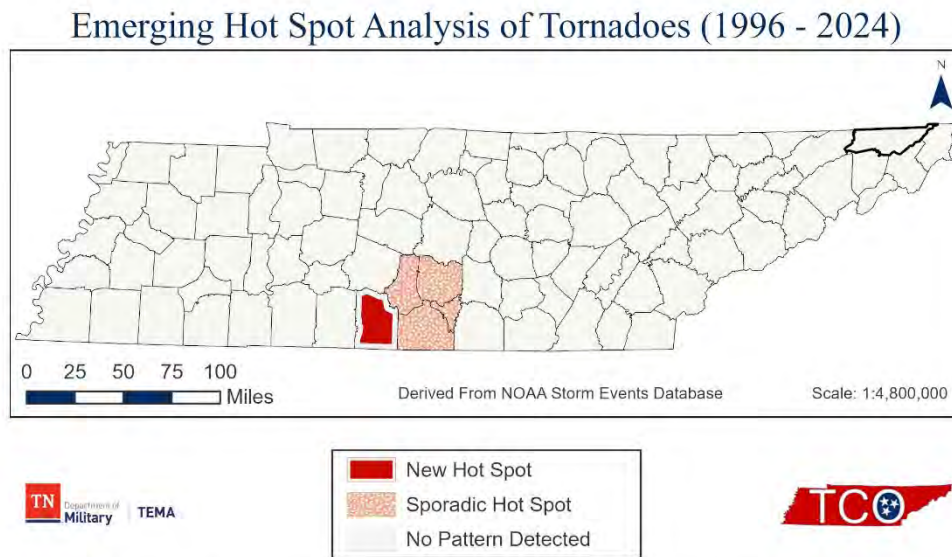 Emerging Hot Spot Analysis of Tornadoes (1996 - 2024)
N
0 25 50 75 100
Miles
Derived From NOAA Storm Events Database
Scale: 1:4,800,000
New Hot Spot
Sporadic Hot Spot
No Pattern Detected
TN
Department of
Military
TEMA
TCO